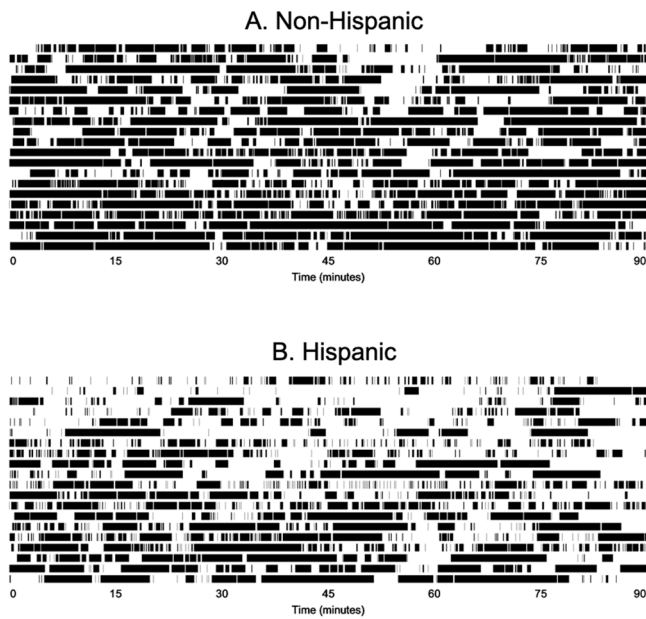 A. Non-Hispanic
0 15 30 45 60 75 90
Time (minutes)
B. Hispanic
0 15 30 45 60 75 90
Time (minutes)